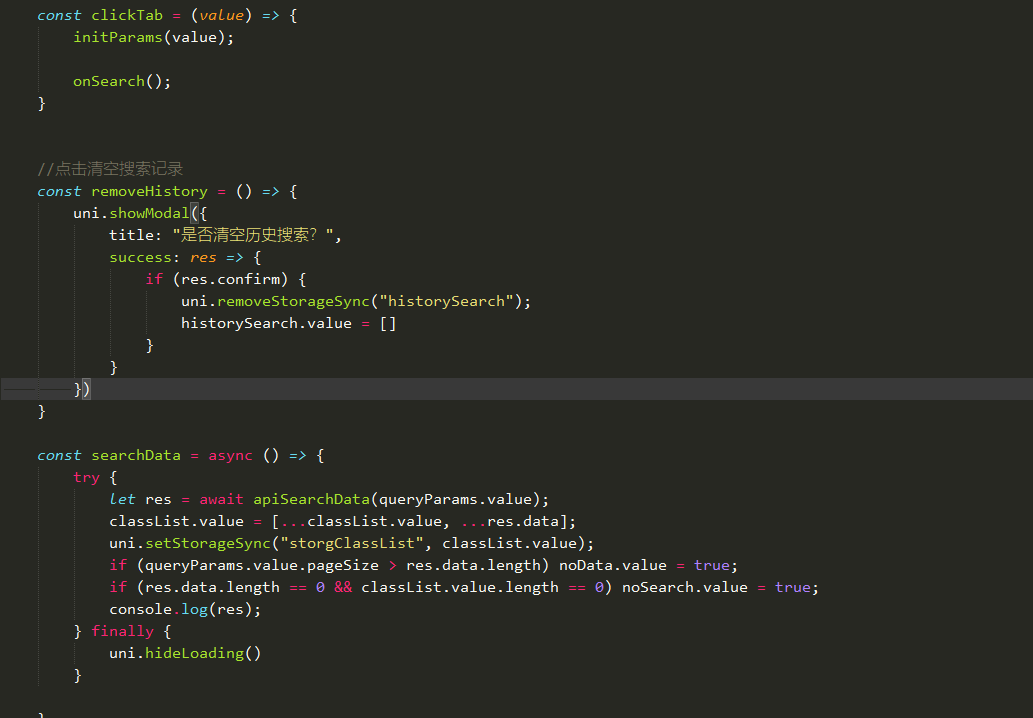 const clickTab = (value) => {
initParams(value);
onSearch();
}
//点击清空搜索记录
const removeHistory = () => {
uni.showModal({
title: "是否清空历史搜索？",
success: res => {
if (res.confirm) {
uni.removeStorageSync("historySearch");
historySearch.value = []
}
}
})
}
const searchData = async () => {
try {
let res = await apiSearchData(queryParams.value);
classList.value = [...classList.value, ...res.data];
uni.setStorageSync("storgClassList", classList.value);
if (queryParams.value.pageSize > res.data.length) noData.value = true;
if (res.data.length == 0 && classList.value.length == 0) noSearch.value = true;
console.log(res);
} finally {
uni.hideLoading()
}
}